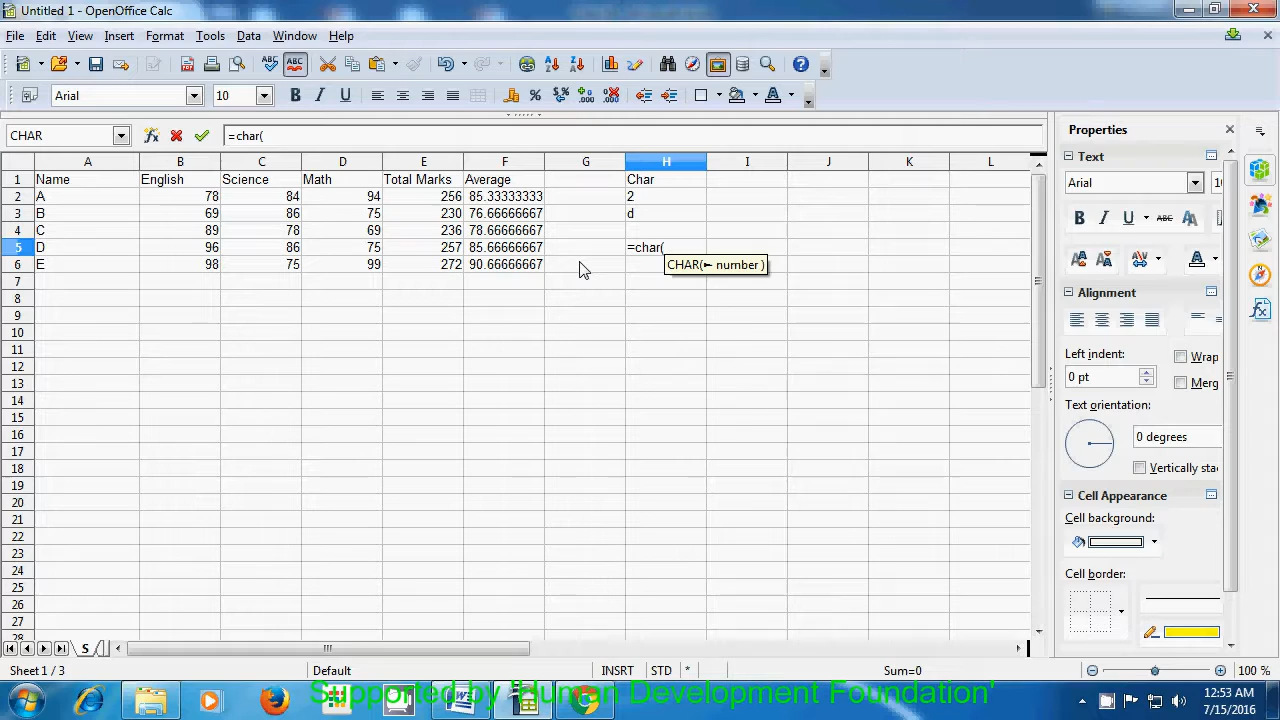 Untitled 1 - OpenOffice Calc
File Edit View Insert Format Tools Data Window Help
Arial 10
CHAR =char(
A B C D E F G H I J K L
1 Name English Science Math Total Marks Average Char
2 A 78 84 94 256 85.33333333 2
3 B 69 86 75 230 76.66666667 d
4 C 89 78 69 236 78.66666667
5 D 96 86 75 257 85.66666667 =char(
6 E 98 75 99 272 90.66666667 CHAR( number )
7
8
9
10
11
12
13
14
15
16
17
18
19
20
21
22
23
24
25
26
27
28
S
Sheet 1 / 3 Default INSRT STD * Sum=0 100 %
Properties
Text
Arial 10
B I U ABC
Alignment
Left indent: Wrap
0 pt Merg
Text orientation:
0 degrees
Vertically stac
Cell Appearance
Cell background:
Cell border:
Supported by 'Human Development Foundation'
12:53 AM
7/15/2016